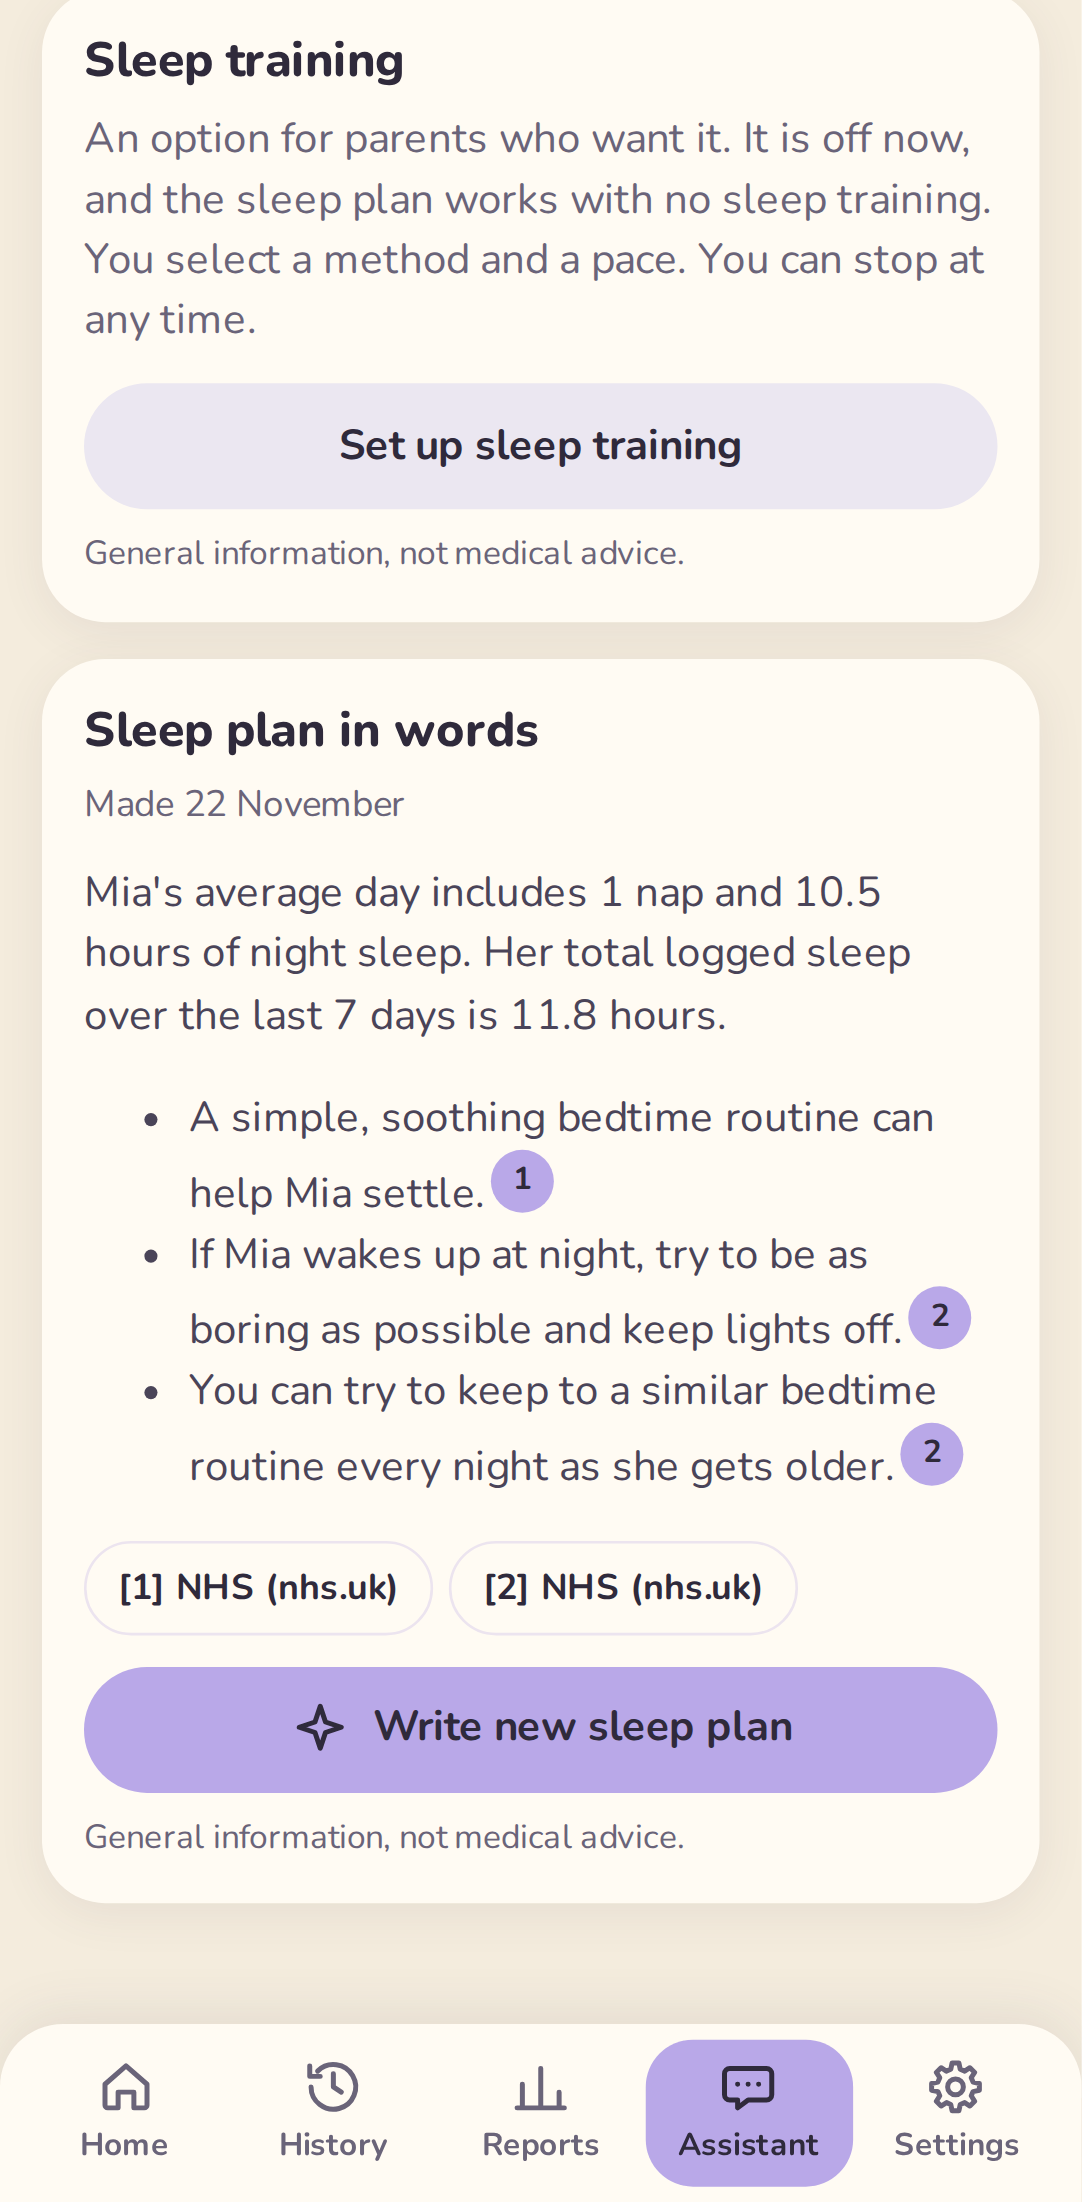 Sleep training
An option for parents who want it. It is off now,
and the sleep plan works with no sleep training.
You select a method and a pace. You can stop at
any time.
Set up sleep training
General information, not medical advice.
Sleep plan in words
Made 22 November
Mia's average day includes 1 nap and 10.5
hours of night sleep. Her total logged sleep
over the last 7 days is 11.8 hours.
• A simple, soothing bedtime routine can
help Mia settle. 1
• If Mia wakes up at night, try to be as
boring as possible and keep lights off. 2
• You can try to keep to a similar bedtime
routine every night as she gets older. 2
[1] NHS (nhs.uk) [2] NHS (nhs.uk)
Write new sleep plan
General information, not medical advice.
Home History Reports Assistant Settings